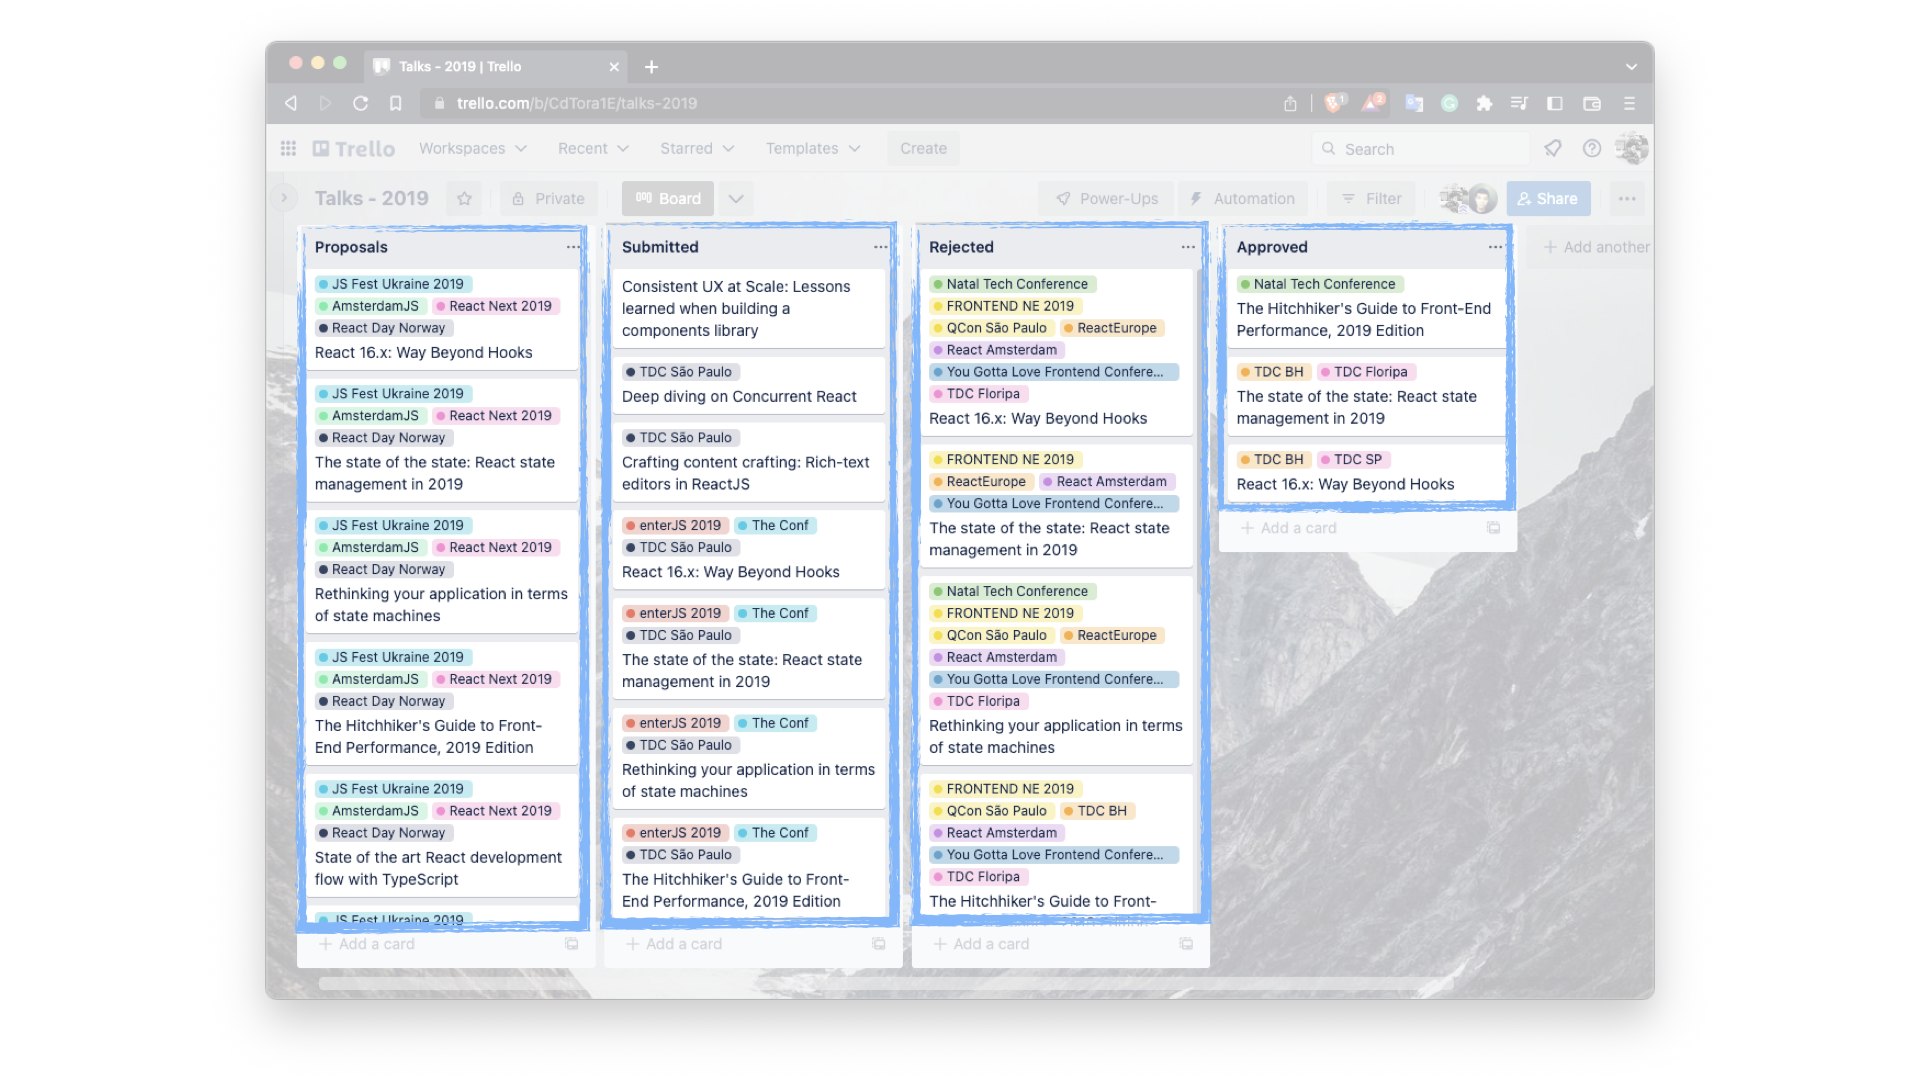 Talks - 2019 | Trello
trello.com/b/CdTora1E/talks-2019
1
2
Trello
Workspaces
Recent
Starred
Templates
Create
Search
Talks - 2019
Private
Board
Power-Ups
Automation
Filter
Share
Proposals
JS Fest Ukraine 2019
AmsterdamJS React Next 2019
React Day Norway
React 16.x: Way Beyond Hooks
JS Fest Ukraine 2019
AmsterdamJS React Next 2019
React Day Norway
The state of the state: React state
management in 2019
JS Fest Ukraine 2019
AmsterdamJS React Next 2019
React Day Norway
Rethinking your application in terms
of state machines
JS Fest Ukraine 2019
AmsterdamJS React Next 2019
React Day Norway
The Hitchhiker's Guide to Front-
End Performance, 2019 Edition
JS Fest Ukraine 2019
AmsterdamJS React Next 2019
React Day Norway
State of the art React development
flow with TypeScript
JS Fest Ukraine 2019
+ Add a card
Submitted
Consistent UX at Scale: Lessons
learned when building a
components library
TDC São Paulo
Deep diving on Concurrent React
TDC São Paulo
Crafting content crafting: Rich-text
editors in ReactJS
enterJS 2019 The Conf
TDC São Paulo
React 16.x: Way Beyond Hooks
enterJS 2019 The Conf
TDC São Paulo
The state of the state: React state
management in 2019
enterJS 2019 The Conf
TDC São Paulo
Rethinking your application in terms
of state machines
enterJS 2019 The Conf
TDC São Paulo
The Hitchhiker's Guide to Front-
End Performance, 2019 Edition
+ Add a card
Rejected
Natal Tech Conference
FRONTEND NE 2019
QCon São Paulo ReactEurope
React Amsterdam
You Gotta Love Frontend Confere...
TDC Floripa
React 16.x: Way Beyond Hooks
FRONTEND NE 2019
ReactEurope React Amsterdam
You Gotta Love Frontend Confere...
The state of the state: React state
management in 2019
Natal Tech Conference
FRONTEND NE 2019
QCon São Paulo ReactEurope
React Amsterdam
You Gotta Love Frontend Confere...
TDC Floripa
Rethinking your application in terms
of state machines
FRONTEND NE 2019
QCon São Paulo TDC BH
React Amsterdam
You Gotta Love Frontend Confere...
TDC Floripa
The Hitchhiker's Guide to Front-
+ Add a card
Approved
Natal Tech Conference
The Hitchhiker's Guide to Front-End
Performance, 2019 Edition
TDC BH TDC Floripa
The state of the state: React state
management in 2019
TDC BH TDC SP
React 16.x: Way Beyond Hooks
+ Add a card
+ Add another